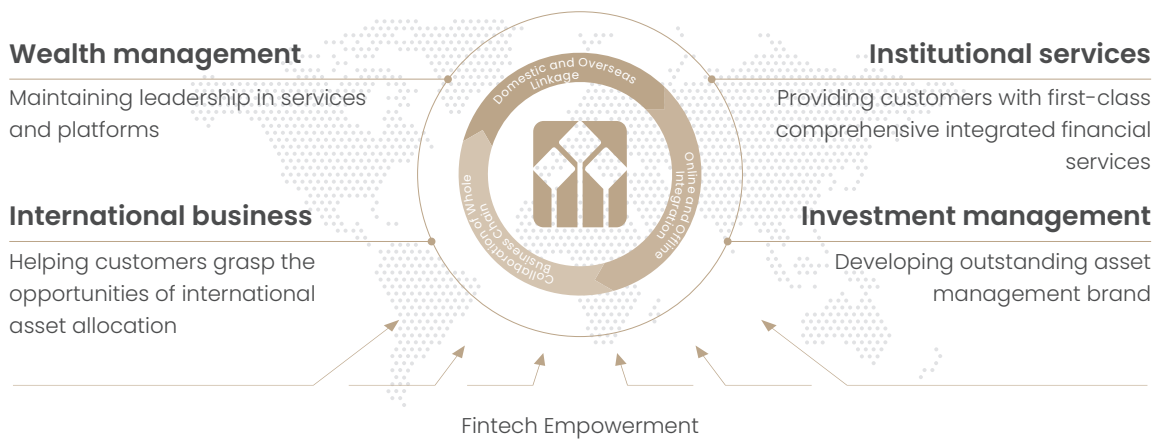 Wealth management
Maintaining leadership in services
and platforms
International business
Helping customers grasp the
opportunities of international
asset allocation
Domestic and Overseas
Linkage
Online and Offline
Integration
Collaboration of Whole
Business Chain
Institutional services
Providing customers with first-class
comprehensive integrated financial
services
Investment management
Developing outstanding asset
management brand
Fintech Empowerment